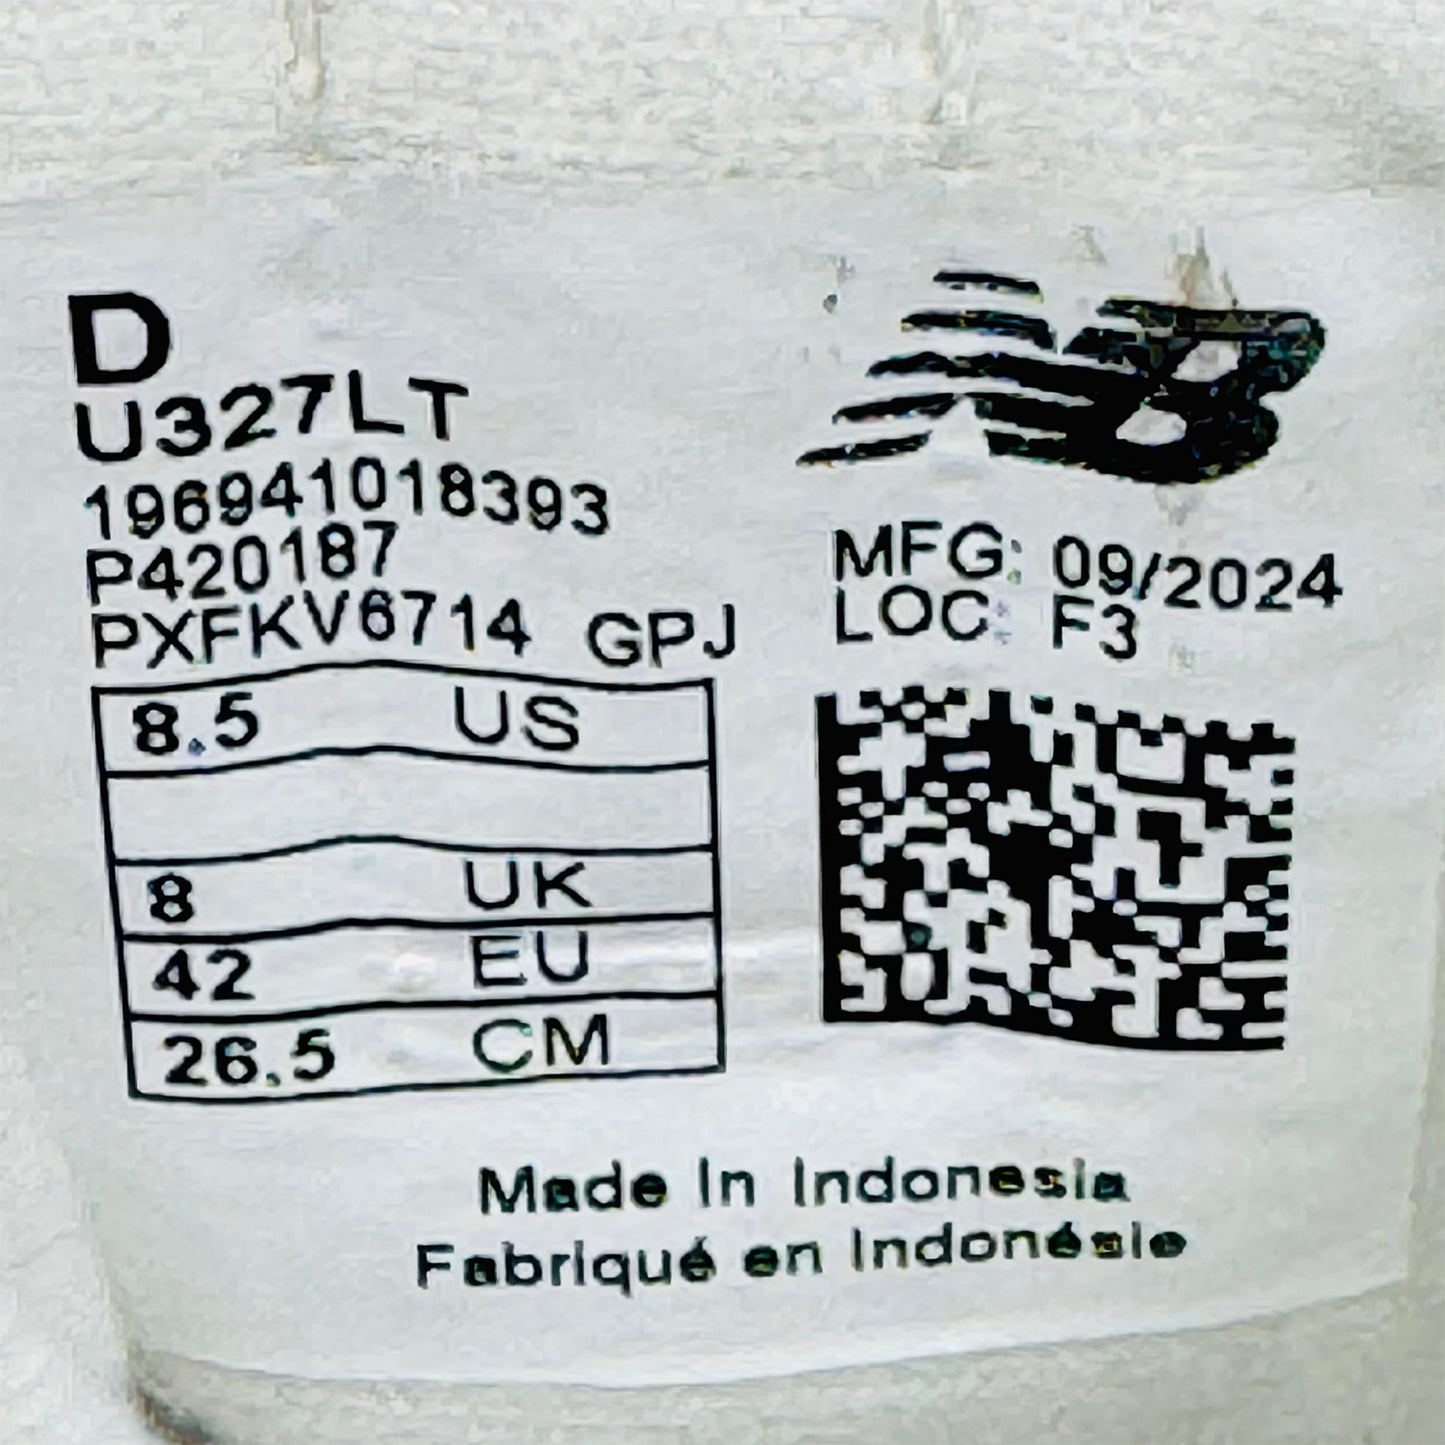 D
U327LT
196941018393
P420187
PXFKV6714 GPJ
8.5 US
8 UK
42 EU
26.5 CM
MFG: 09/2024
LOC: F3
Made In Indonesia
Fabriqué en Indonésie